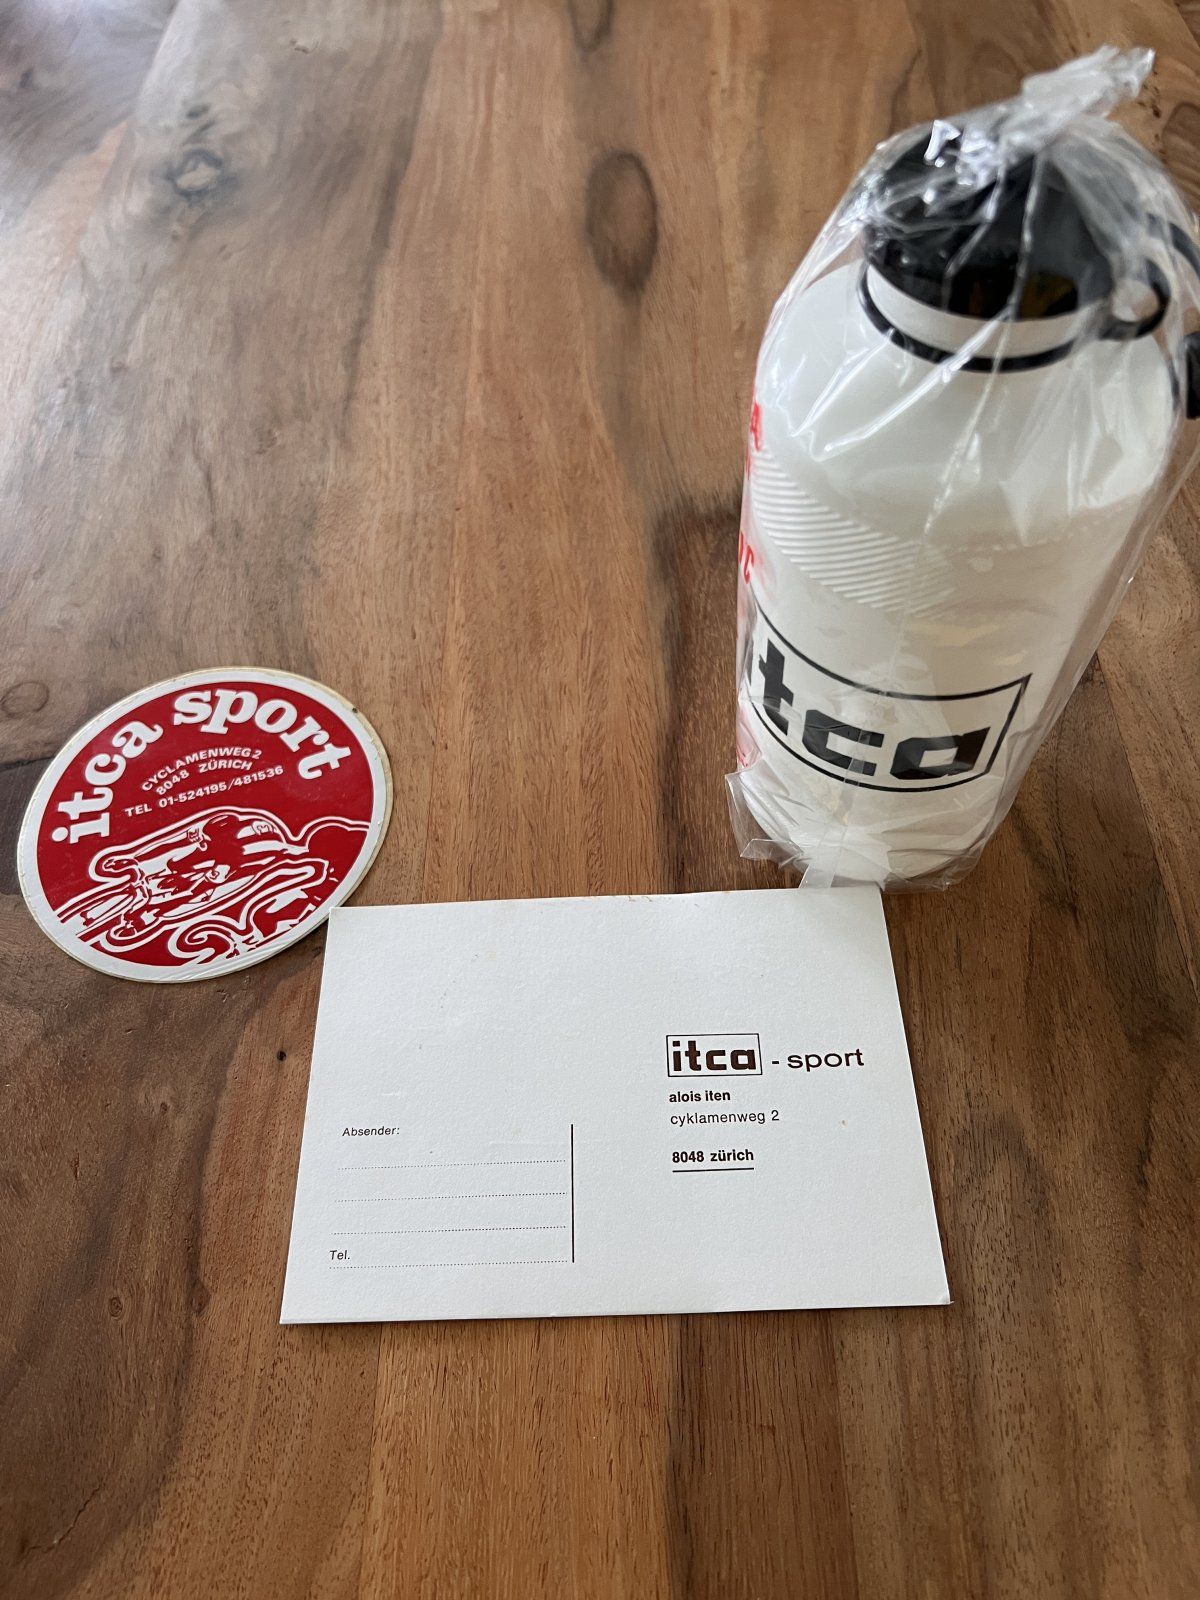 itca sport
CYCLAMENWEG 2
8048 ZÜRICH
TEL 01-524195/481536
itca
itca - sport
alois iten
cyklamenweg 2
8048 zürich
Absender:
Tel.